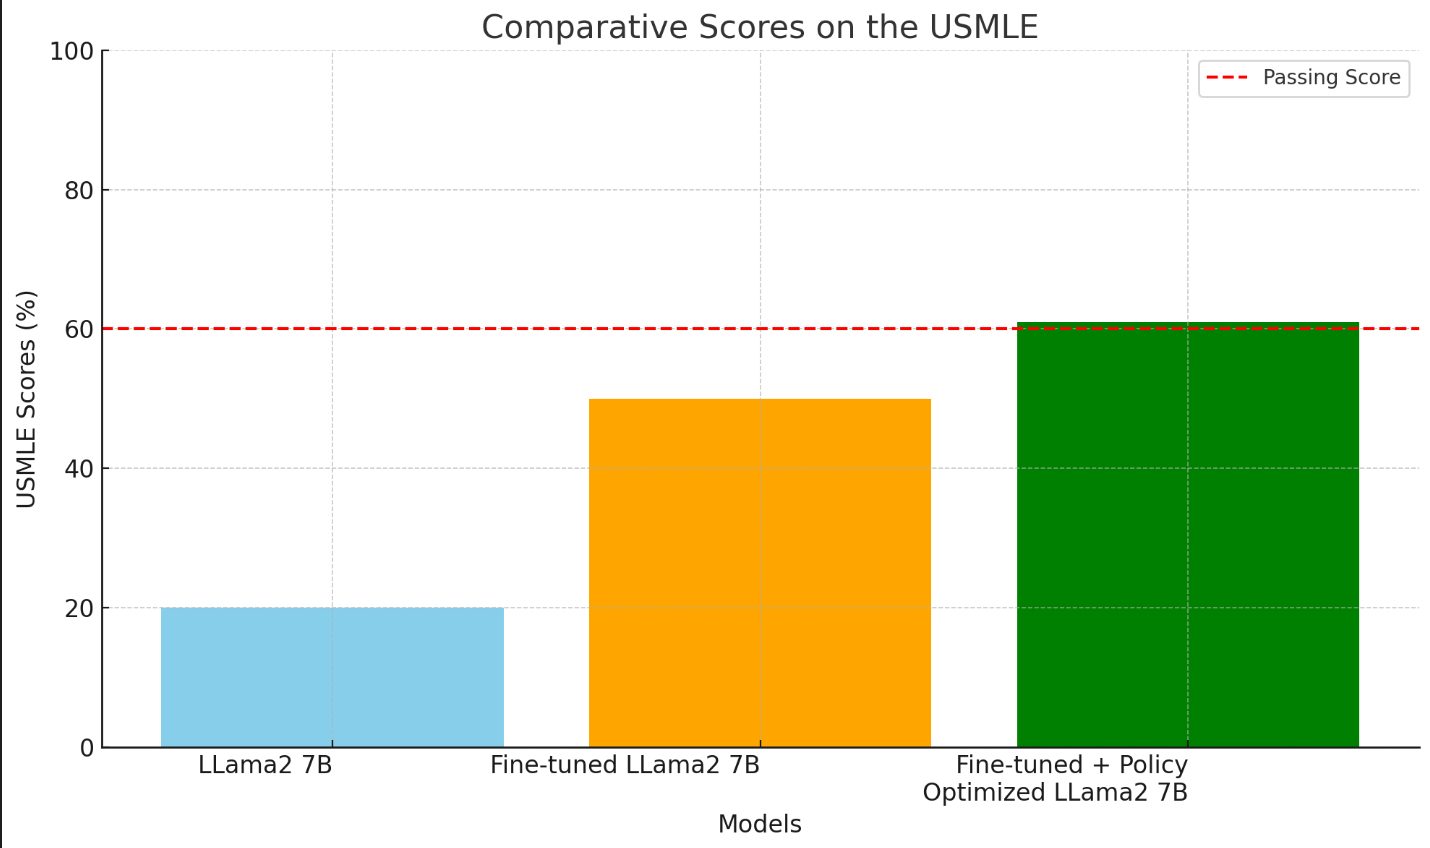 Comparative Scores on the USMLE
Passing Score
USMLE Scores (%)
100
80
60
40
20
0
LLama2 7B
Fine-tuned LLama2 7B
Fine-tuned + Policy
Optimized LLama2 7B
Models